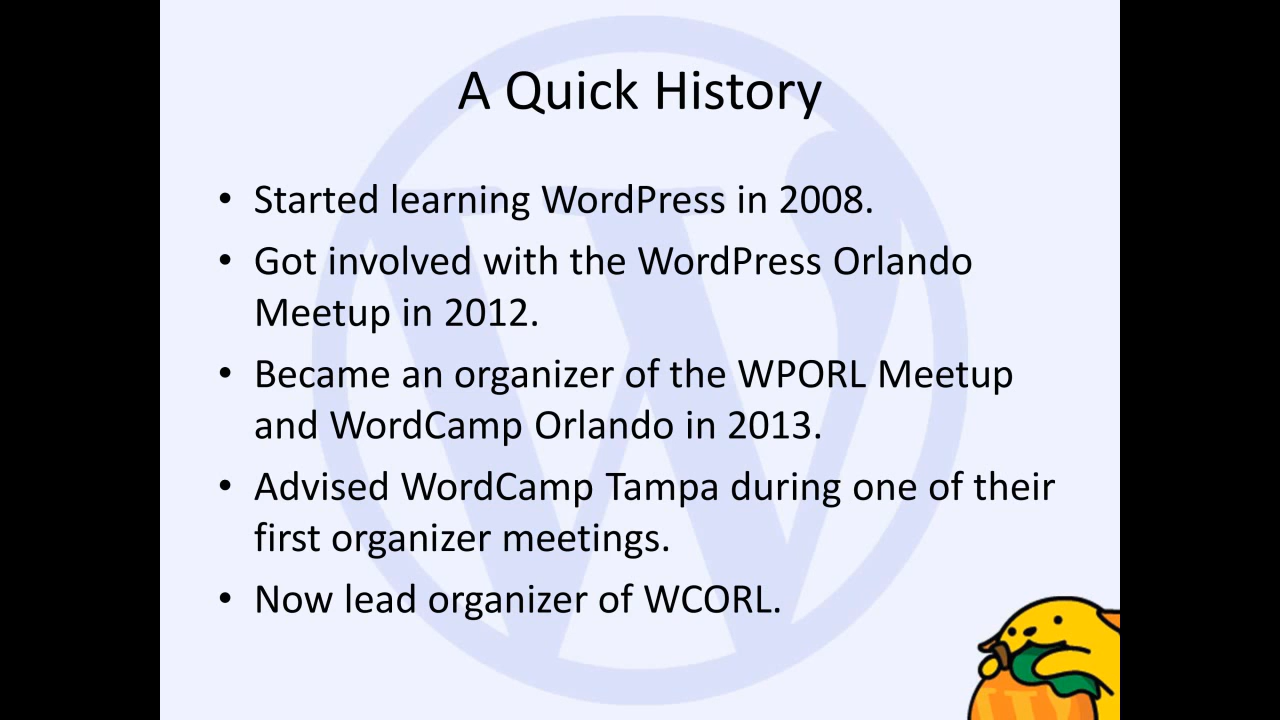 A Quick History
• Started learning WordPress in 2008.
• Got involved with the WordPress Orlando
Meetup in 2012.
• Became an organizer of the WPORL Meetup
and WordCamp Orlando in 2013.
• Advised WordCamp Tampa during one of their
first organizer meetings.
• Now lead organizer of WCORL.